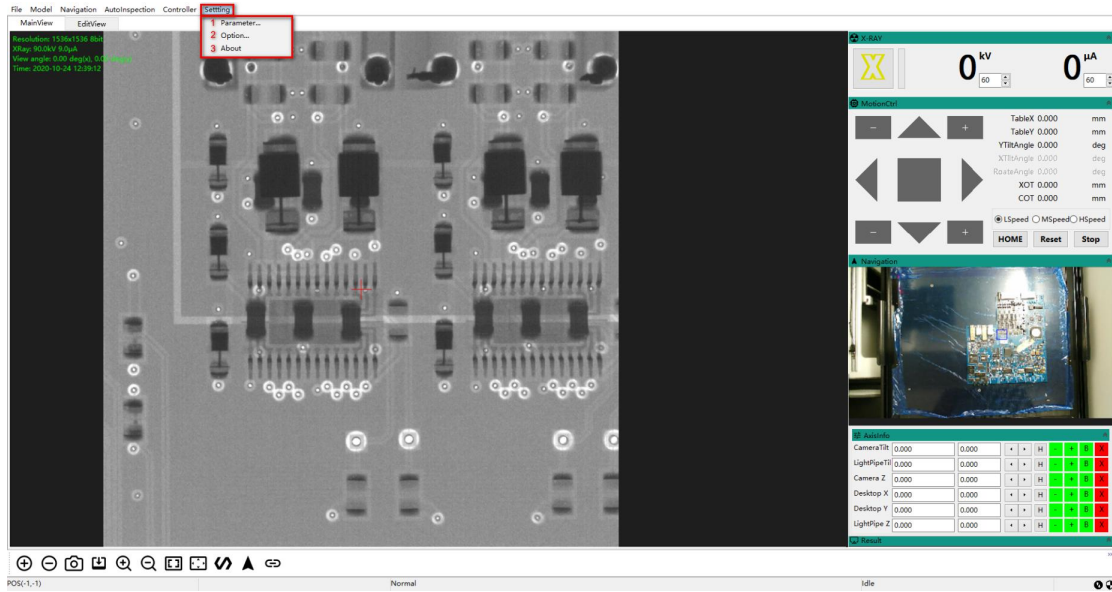 File Model Navigation AutoInspection Controller Settting
1 Parameter...
2 Option...
3 About
MainView EditView
Resolution: 1536x1536 8bit
XRay: 90.0kV 9.0μA
View angle: 0.00 deg(s), 0.0
Time: 2020-10-24 12:39:12
X-RAY
0 kV 60 0 μA 60
MotionCtrl
TableX 0.000 mm
TableY 0.000 mm
YTiltAngle 0.000 deg
XTiltAngle 0.000 deg
RoateAngle 0.000 deg
XOT 0.000 mm
COT 0.000 mm
LSpeed MSpeed HSpeed
HOME Reset Stop
Navigation
AxisInfo
CameraTilt 0.000 0.000 H - + B X
LightPipeTil 0.000 0.000 H - + B X
Camera Z 0.000 0.000 H - + B X
Desktop X 0.000 0.000 H - + B X
Desktop Y 0.000 0.000 H - + B X
LightPipe Z 0.000 0.000 H - + B X
Result
POS(-1,-1) Normal Idle